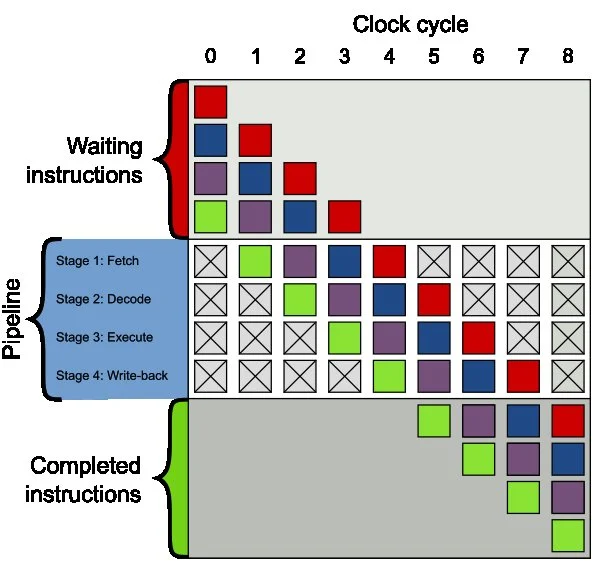 Clock cycle
0 1 2 3 4 5 6 7 8
Waiting
instructions
Pipeline
Stage 1: Fetch
Stage 2: Decode
Stage 3: Execute
Stage 4: Write-back
Completed
instructions